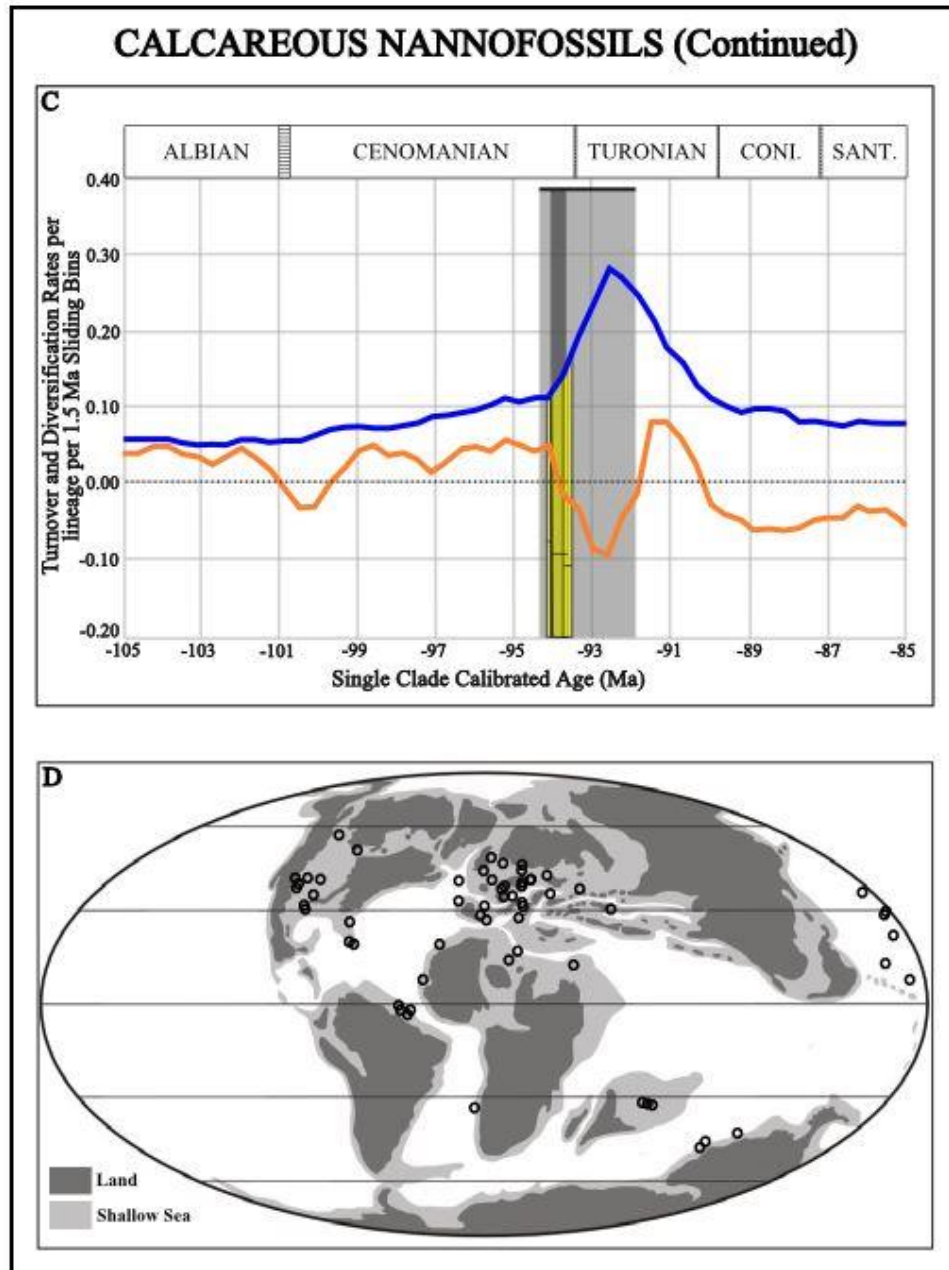 CALCAREOUS NANNOFOSSILS (Continued)
C
ALBIAN CENOMANIAN TURONIAN CONI. SANT.
0.40
0.30
0.20
0.10
0.00
-0.10
-0.20
Turnover and Diversification Rates per
lineage per 1.5 Ma Sliding Bins
-105 -103 -101 -99 -97 -95 -93 -91 -89 -87 -85
Single Clade Calibrated Age (Ma)
D
Land
Shallow Sea